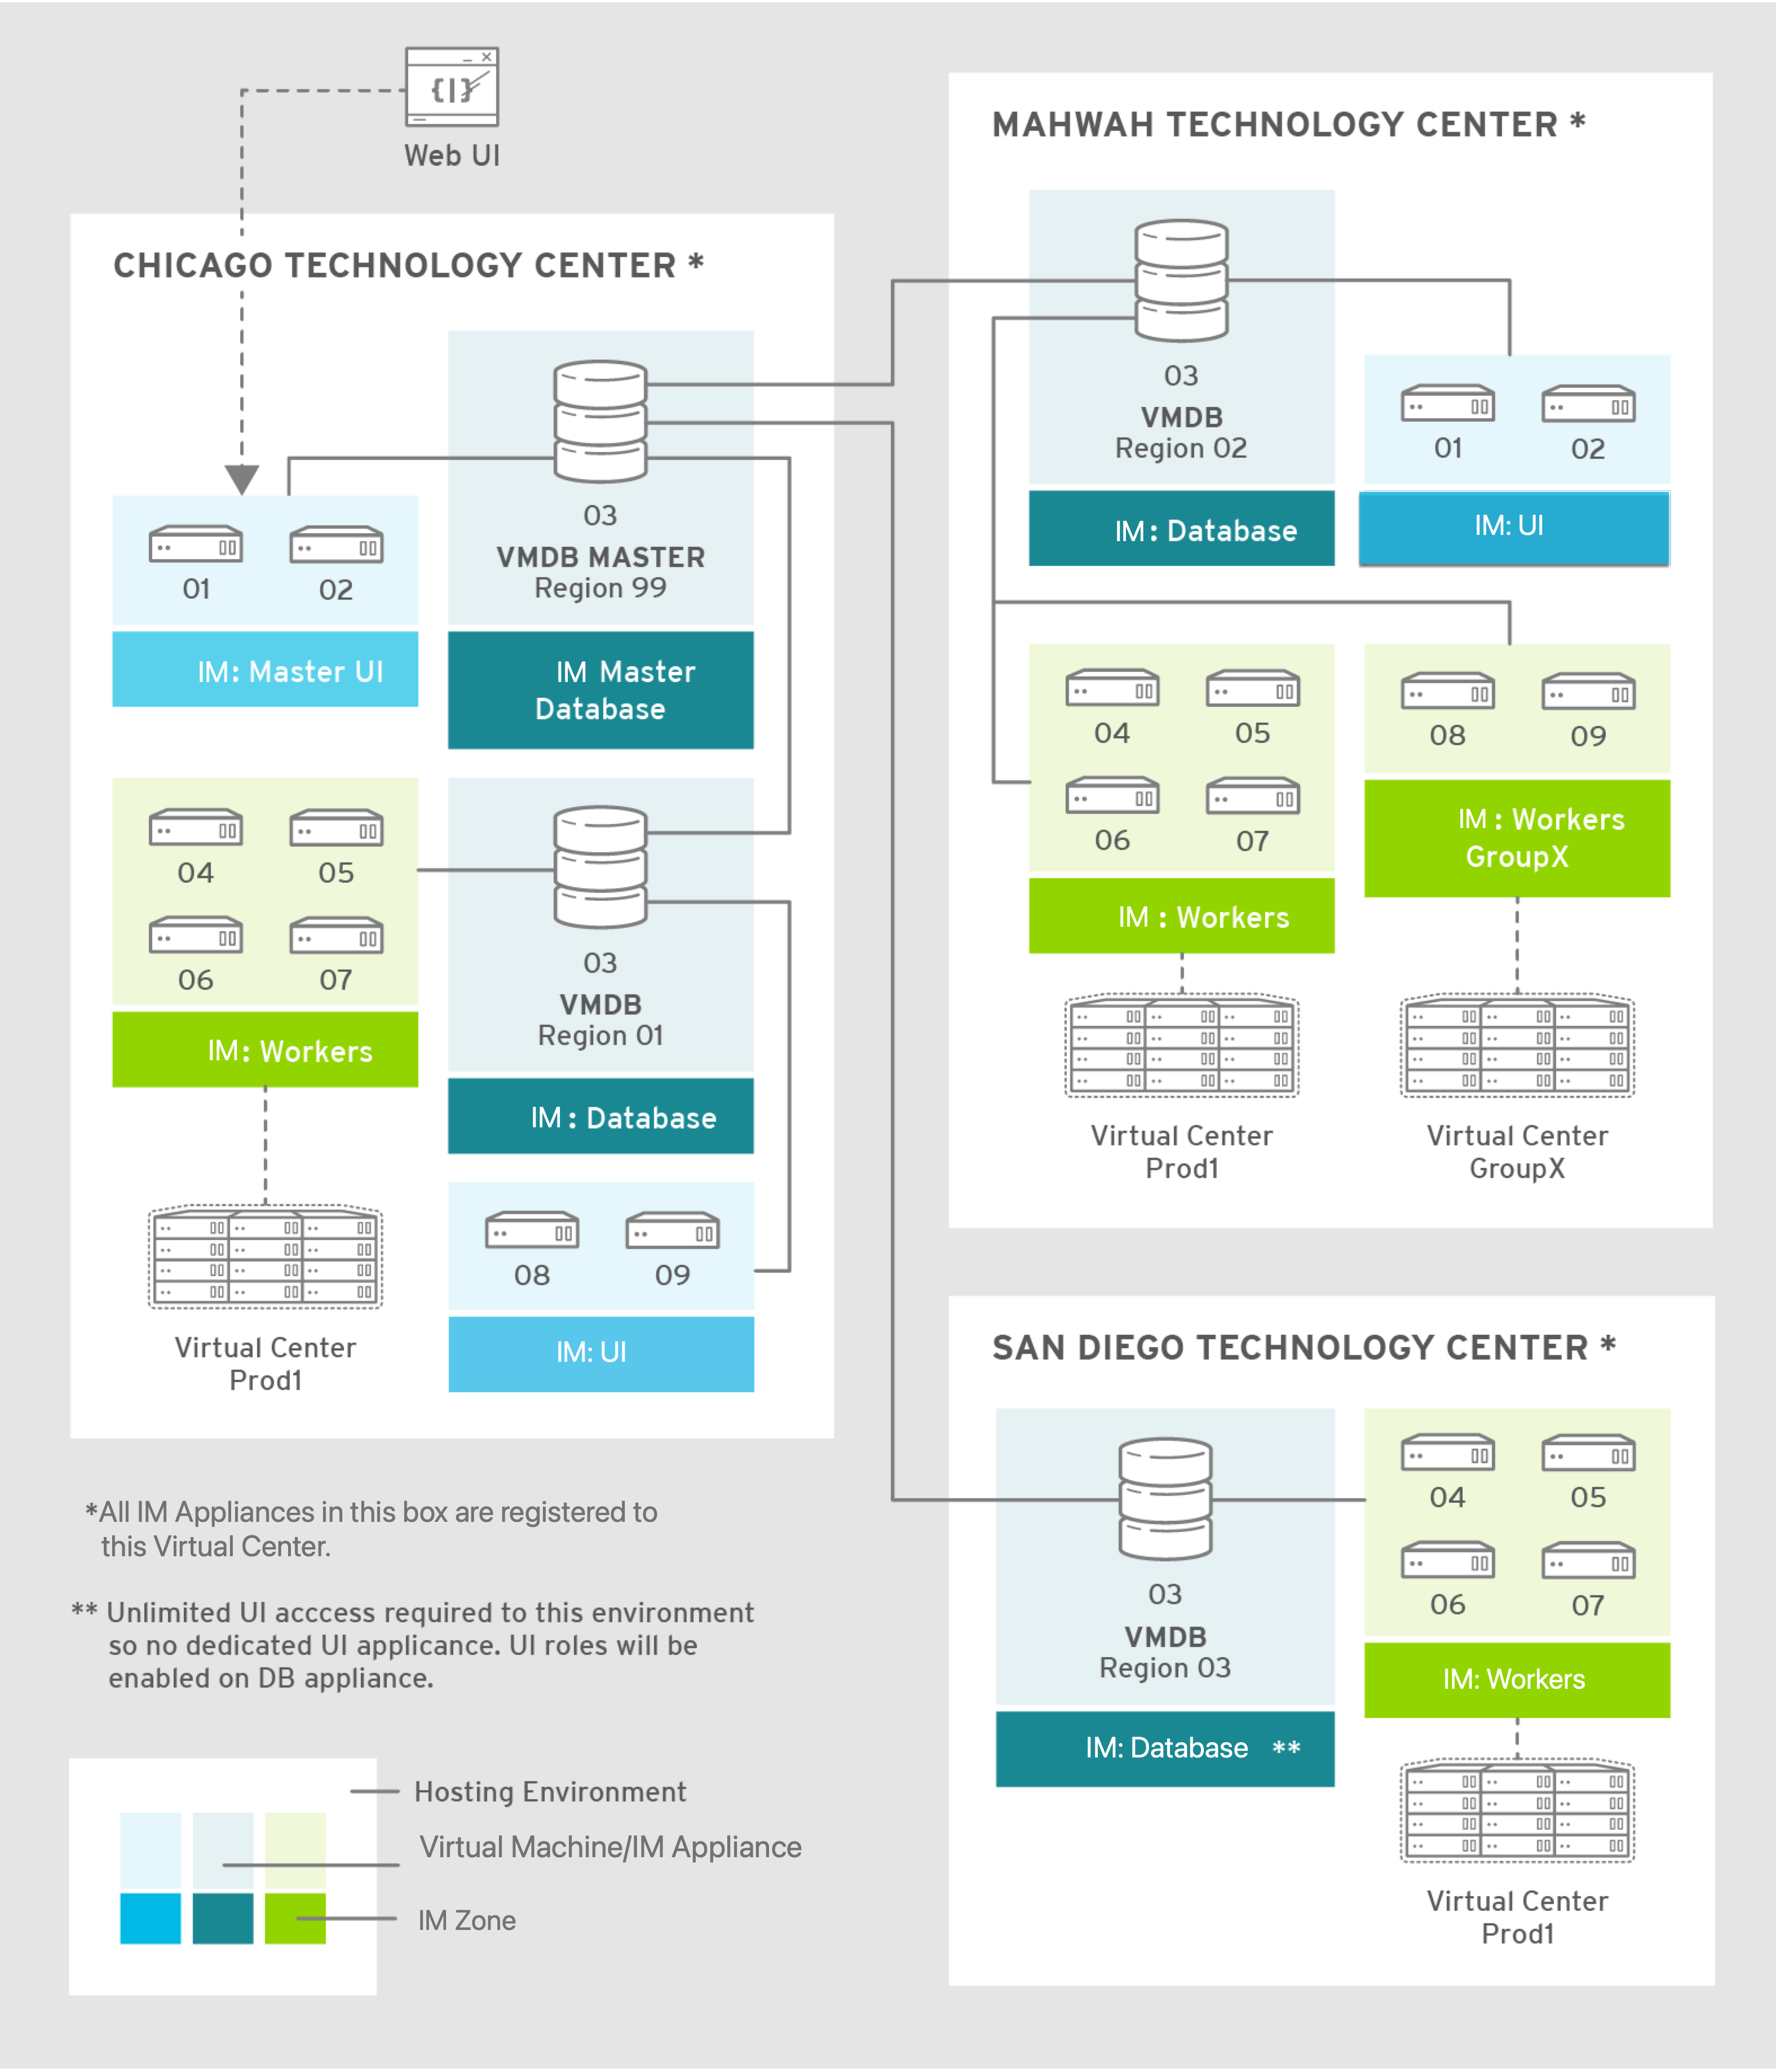 {|}
Web UI
CHICAGO TECHNOLOGY CENTER *
01 02
IM: Master UI
03
VMDB MASTER
Region 99
IM Master
Database
04 05
06 07
IM: Workers
Virtual Center
Prod1
03
VMDB
Region 01
IM : Database
08 09
IM: UI
MAHWAH TECHNOLOGY CENTER *
03
VMDB
Region 02
IM : Database
01 02
IM: UI
04 05
06 07
IM : Workers
Virtual Center
Prod1
08 09
IM : Workers
GroupX
Virtual Center
GroupX
SAN DIEGO TECHNOLOGY CENTER *
03
VMDB
Region 03
IM: Database **
04 05
06 07
IM: Workers
Virtual Center
Prod1
*All IM Appliances in this box are registered to
this Virtual Center.
** Unlimited UI acccess required to this environment
so no dedicated UI applicance. UI roles will be
enabled on DB appliance.
Hosting Environment
Virtual Machine/IM Appliance
IM Zone